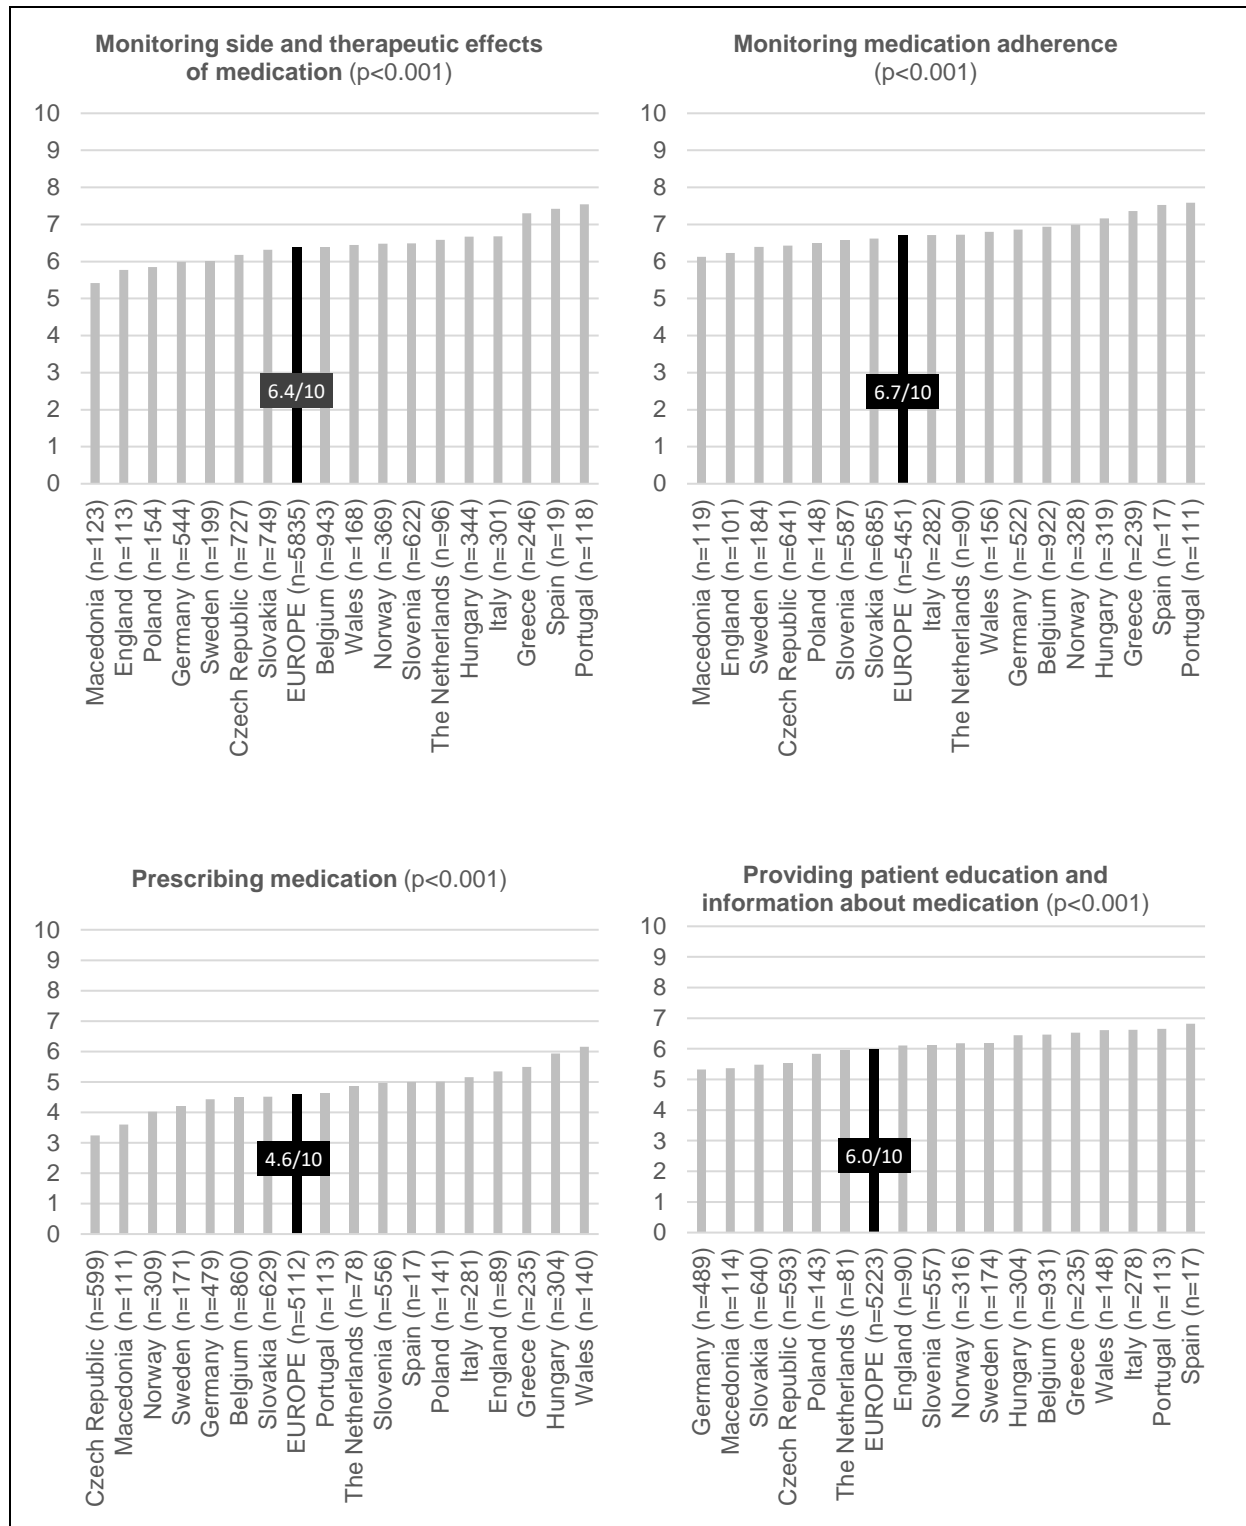 Monitoring side and therapeutic effects
of medication (p<0.001)
10
9
8
7
6
5
4
3
2
1
0
6.4/10
Macedonia (n=123)
England (n=113)
Poland (n=154)
Germany (n=544)
Sweden (n=199)
Czech Republic (n=727)
Slovakia (n=749)
EUROPE (n=5835)
Belgium (n=943)
Wales (n=168)
Norway (n=369)
Slovenia (n=622)
The Netherlands (n=96)
Hungary (n=344)
Italy (n=301)
Greece (n=246)
Spain (n=19)
Portugal (n=118)
Monitoring medication adherence
(p<0.001)
10
9
8
7
6
5
4
3
2
1
0
6.7/10
Macedonia (n=119)
England (n=101)
Sweden (n=184)
Czech Republic (n=641)
Poland (n=148)
Slovenia (n=587)
Slovakia (n=685)
EUROPE (n=5451)
Italy (n=282)
The Netherlands (n=90)
Wales (n=156)
Germany (n=522)
Belgium (n=922)
Norway (n=328)
Hungary (n=319)
Greece (n=239)
Spain (n=17)
Portugal (n=111)
Prescribing medication (p<0.001)
10
9
8
7
6
5
4
3
2
1
0
4.6/10
Czech Republic (n=599)
Macedonia (n=111)
Norway (n=309)
Sweden (n=171)
Germany (n=479)
Belgium (n=860)
Slovakia (n=629)
EUROPE (n=5112)
Portugal (n=113)
The Netherlands (n=78)
Slovenia (n=556)
Spain (n=17)
Poland (n=141)
Italy (n=281)
England (n=89)
Greece (n=235)
Hungary (n=304)
Wales (n=140)
Providing patient education and
information about medication (p<0.001)
10
9
8
7
6
5
4
3
2
1
0
6.0/10
Germany (n=489)
Macedonia (n=114)
Slovakia (n=640)
Czech Republic (n=593)
Poland (n=143)
The Netherlands (n=81)
EUROPE (n=5223)
England (n=90)
Slovenia (n=557)
Norway (n=316)
Sweden (n=174)
Hungary (n=304)
Belgium (n=931)
Greece (n=235)
Wales (n=148)
Italy (n=278)
Portugal (n=113)
Spain (n=17)